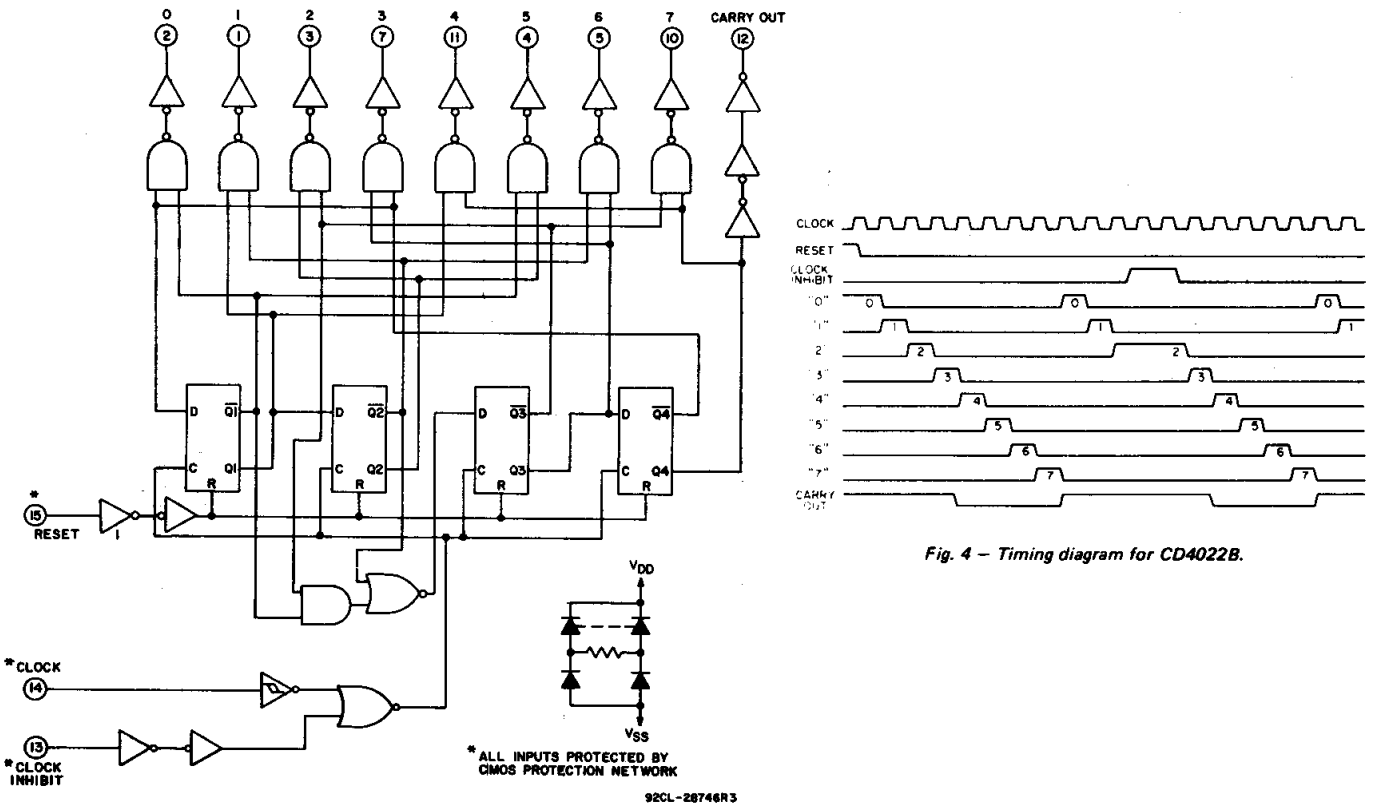 0 1 2 3 4 5 6 7 CARRY OUT
2 1 3 7 11 4 5 10 12
D Q1 C Q1 R
D Q2 C Q2 R
D Q3 C Q3 R
D Q4 C Q4 R
*
15
RESET
1
* CLOCK
14
13
* CLOCK
INHIBIT
VDD
VSS
* ALL INPUTS PROTECTED BY
CMOS PROTECTION NETWORK
92CL-28746R3
CLOCK
RESET
CLOCK
INHIBIT
"0" 0 0 0
"1" 1 1 1
2" 2 2
"3" 3 3
"4" 4 4
"5" 5 5
"6" 6 6
"7" 7 7
CARRY
OUT
Fig. 4 – Timing diagram for CD4022B.